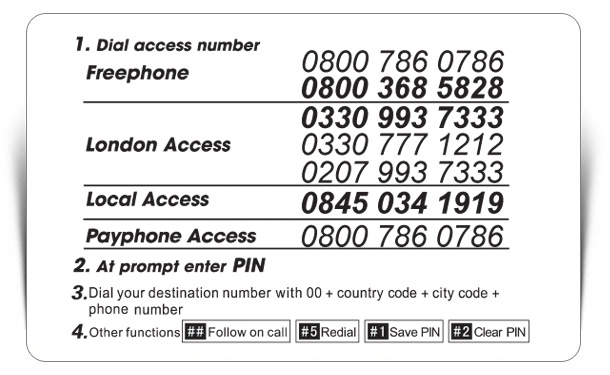 1. Dial access number
Freephone 0800 786 0786
0800 368 5828
0330 993 7333
London Access 0330 777 1212
0207 993 7333
Local Access 0845 034 1919
Payphone Access 0800 786 0786
2. At prompt enter PIN
3. Dial your destination number with 00 + country code + city code +
phone number
4. Other functions ## Follow on call #5 Redial #1 Save PIN #2 Clear PIN